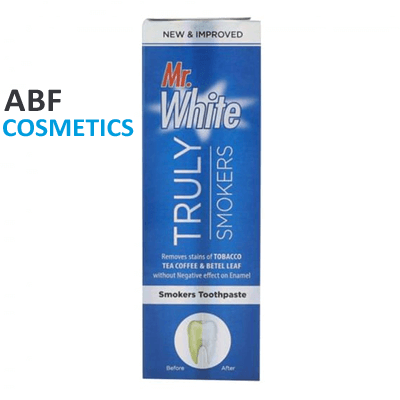 NEW & IMPROVED
Mr.
White
TRULY
SMOKERS
ABF
COSMETICS
Removes stains of TOBACCO
TEA COFFEE & BETEL LEAF
without Negative effect on Enamel
Smokers Toothpaste
Before
After